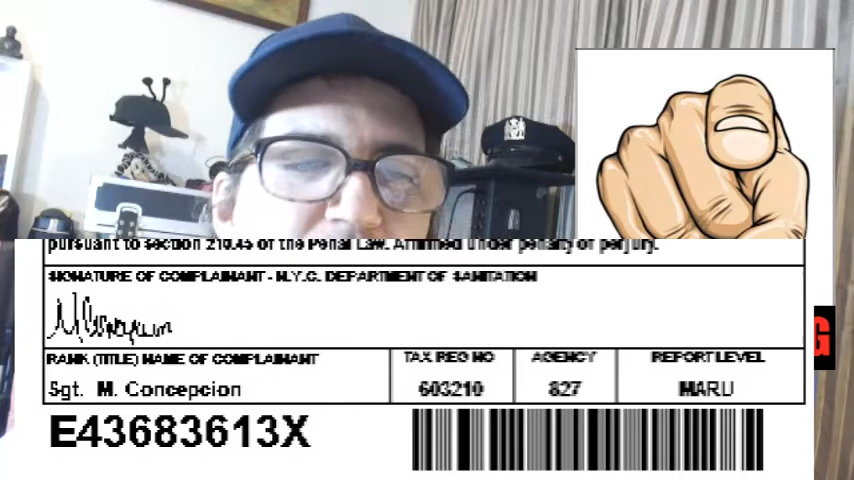 pursuant to section 210.45 of the Penal Law. Affirmed under penalty of perjury.
SIGNATURE OF COMPLAINANT - N.Y.C. DEPARTMENT OF SANITATION
RANK (TITLE) NAME OF COMPLAINANT
TAX REG NO
AGENCY
REPORT LEVEL
Sgt. M. Concepcion
603210
827
MARU
E43683613X
G